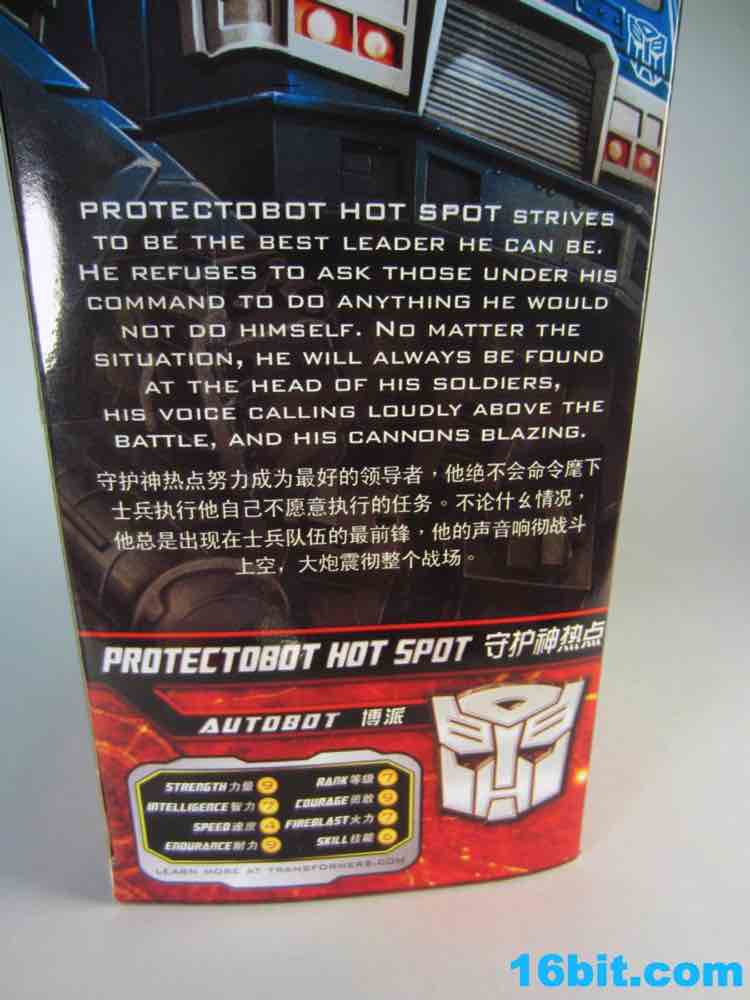 PROTECTOBOT HOT SPOT STRIVES
TO BE THE BEST LEADER HE CAN BE.
HE REFUSES TO ASK THOSE UNDER HIS
COMMAND TO DO ANYTHING HE WOULD
NOT DO HIMSELF. NO MATTER THE
SITUATION, HE WILL ALWAYS BE FOUND
AT THE HEAD OF HIS SOLDIERS,
HIS VOICE CALLING LOUDLY ABOVE THE
BATTLE, AND HIS CANNONS BLAZING.
守护神热点努力成为最好的领导者，他绝不会命令麾下
士兵执行他自己不愿意执行的任务。不论什么情况，
他总是出现在士兵队伍的最前锋，他的声音响彻战斗
上空，大炮震彻整个战场。
PROTECTOBOT HOT SPOT 守护神热点
AUTOBOT 博派
STRENGTH 力量 9 RANK 等级 7
INTELLIGENCE 智力 7 COURAGE 勇敢 9
SPEED 速度 4 FIREBLAST 火力 7
ENDURANCE 耐力 9 SKILL 技能 6
LEARN MORE AT TRANSFORMERS.COM
16bit.com